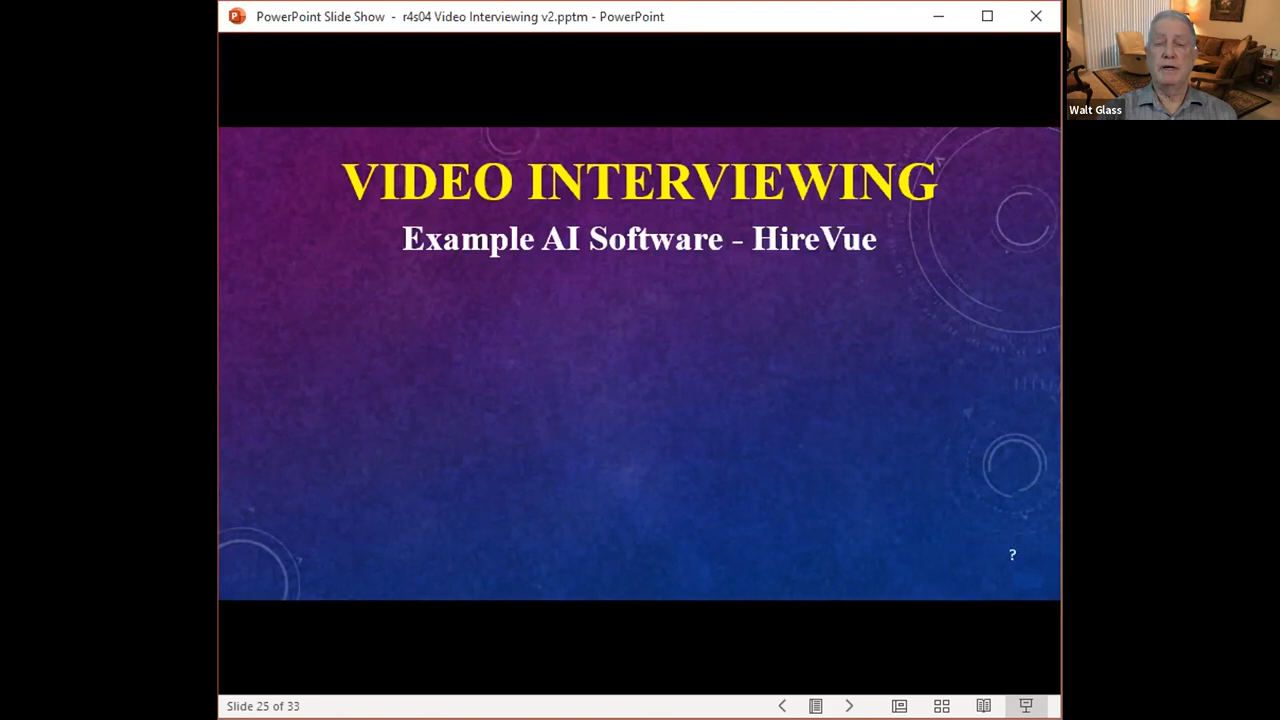 PowerPoint Slide Show - r4s04 Video Interviewing v2.pptm - PowerPoint
Walt Glass
VIDEO INTERVIEWING
Example AI Software - HireVue
?
Slide 25 of 33